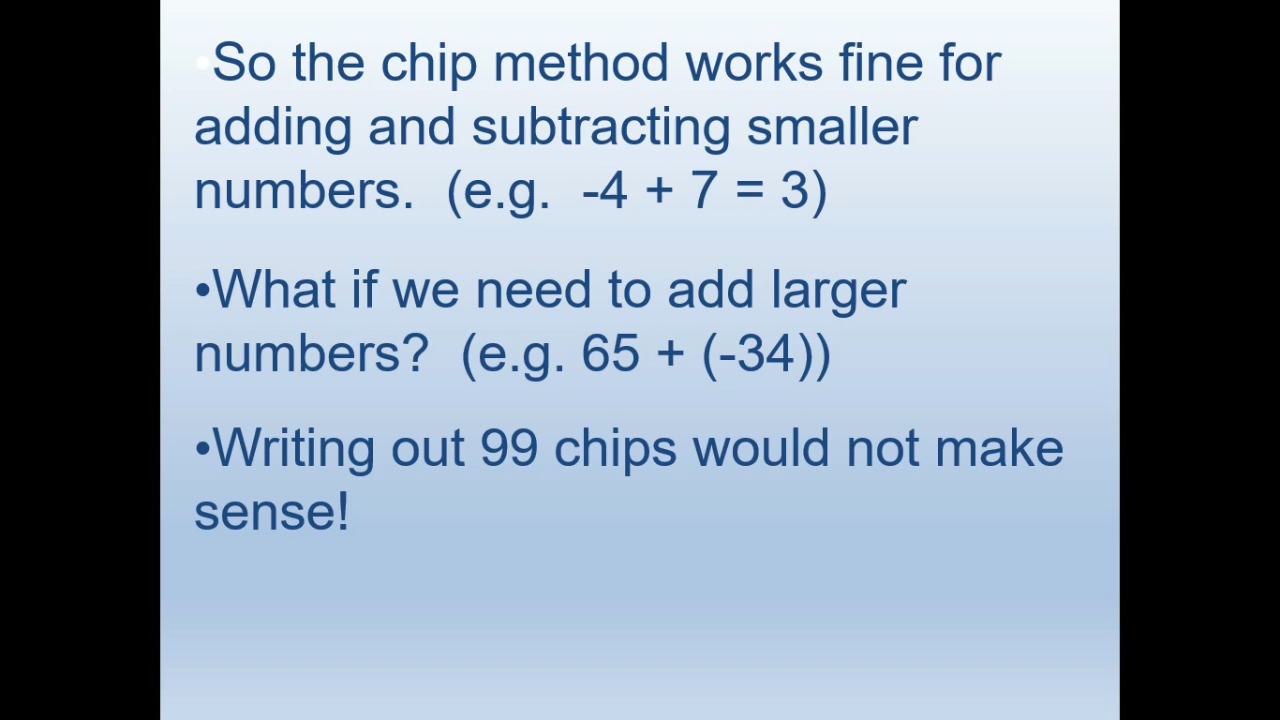 •So the chip method works fine for
adding and subtracting smaller
numbers.  (e.g.  -4 + 7 = 3)
•What if we need to add larger
numbers?  (e.g. 65 + (-34))
•Writing out 99 chips would not make
sense!